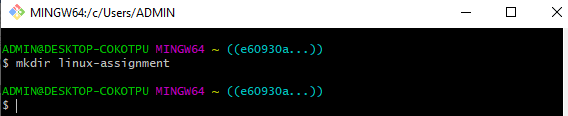 MINGW64:/c/Users/ADMIN
ADMIN@DESKTOP-COKOTPU MINGW64 ~ ((e60930a...))
$ mkdir linux-assignment
ADMIN@DESKTOP-COKOTPU MINGW64 ~ ((e60930a...))
$